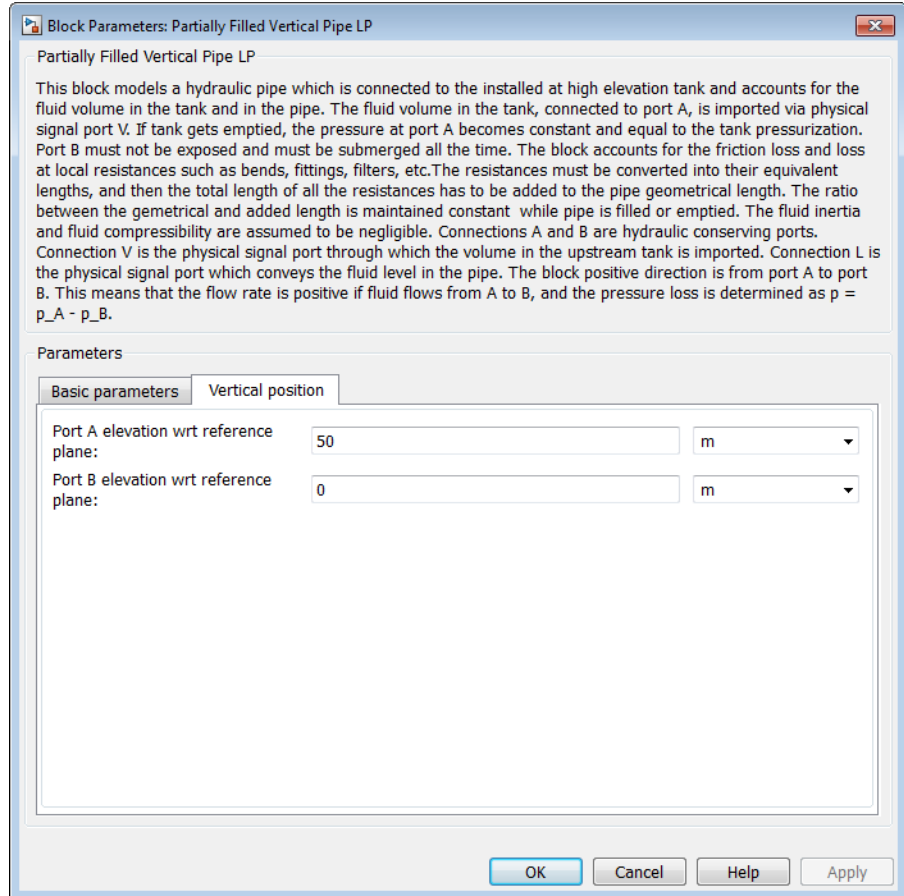 Block Parameters: Partially Filled Vertical Pipe LP
Partially Filled Vertical Pipe LP
This block models a hydraulic pipe which is connected to the installed at high elevation tank and accounts for the
fluid volume in the tank and in the pipe. The fluid volume in the tank, connected to port A, is imported via physical
signal port V. If tank gets emptied, the pressure at port A becomes constant and equal to the tank pressurization.
Port B must not be exposed and must be submerged all the time. The block accounts for the friction loss and loss
at local resistances such as bends, fittings, filters, etc.The resistances must be converted into their equivalent
lengths, and then the total length of all the resistances has to be added to the pipe geometrical length. The ratio
between the gemetrical and added length is maintained constant  while pipe is filled or emptied. The fluid inertia
and fluid compressibility are assumed to be negligible. Connections A and B are hydraulic conserving ports.
Connection V is the physical signal port through which the volume in the upstream tank is imported. Connection L is
the physical signal port which conveys the fluid level in the pipe. The block positive direction is from port A to port
B. This means that the flow rate is positive if fluid flows from A to B, and the pressure loss is determined as p =
p_A - p_B.
Parameters
Basic parameters Vertical position
Port A elevation wrt reference
plane:
50 m
Port B elevation wrt reference
plane:
0 m
OK Cancel Help Apply